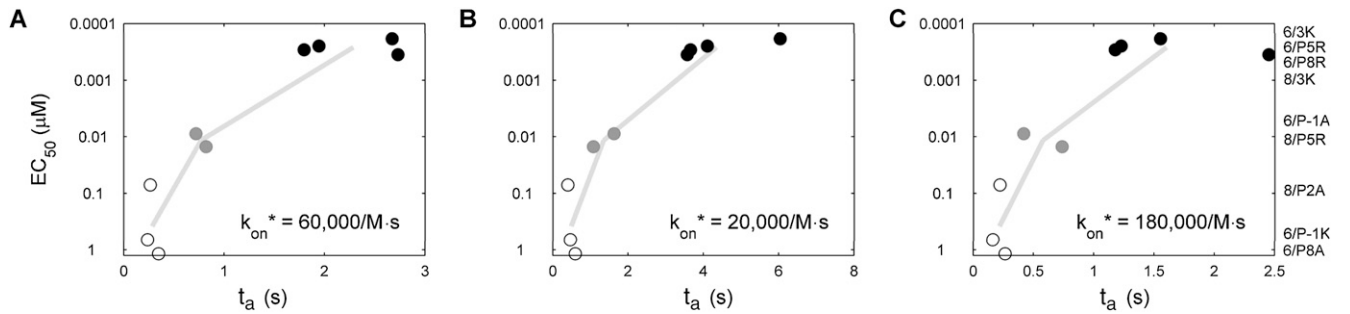 A
B
C
EC50 (μM)
0.0001
0.001
0.01
0.1
1
kon* = 60,000/M·s
0 1 2 3
ta (s)
0.0001
0.001
0.01
0.1
1
kon* = 20,000/M·s
0 2 4 6 8
ta (s)
0.0001
0.001
0.01
0.1
1
kon* = 180,000/M·s
0 0.5 1 1.5 2 2.5
ta (s)
6/3K
6/P5R
6/P8R
8/3K
6/P-1A
8/P5R
8/P2A
6/P-1K
6/P8A